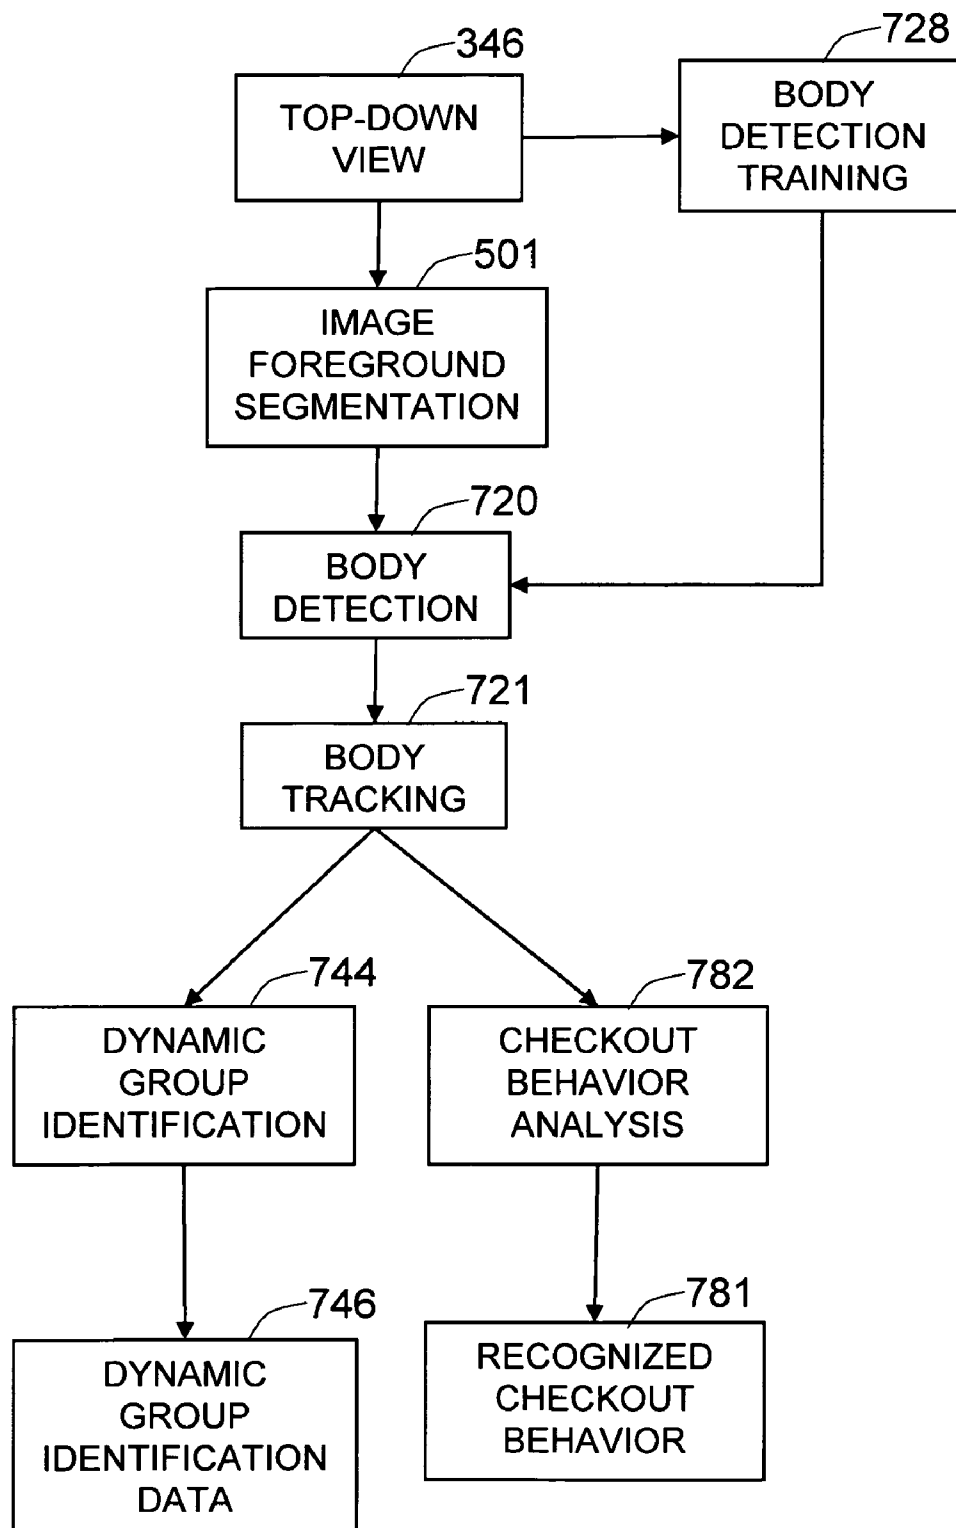 346
TOP-DOWN
VIEW
728
BODY
DETECTION
TRAINING
501
IMAGE
FOREGROUND
SEGMENTATION
720
BODY
DETECTION
721
BODY
TRACKING
744
DYNAMIC
GROUP
IDENTIFICATION
782
CHECKOUT
BEHAVIOR
ANALYSIS
746
DYNAMIC
GROUP
IDENTIFICATION
DATA
781
RECOGNIZED
CHECKOUT
BEHAVIOR